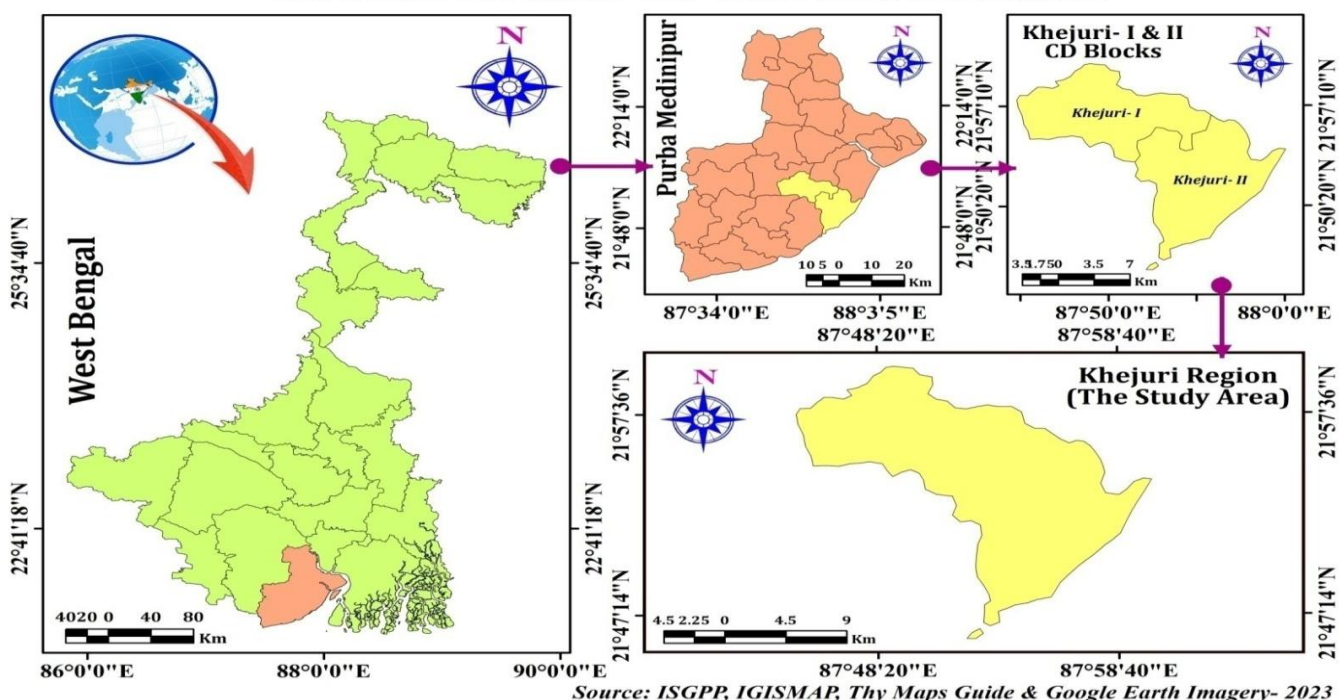 N
West Bengal
25°34'40"N
22°41'18"N
25°34'40"N
22°41'18"N
4020 0 40 80
Km
86°0'0"E 88°0'0"E 90°0'0"E
N
Purba Medinipur
22°14'0"N
21°48'0"N
22°14'0"N
21°48'0"N
10 5 0 10 20
Km
87°34'0"E 88°3'5"E
Khejuri- I & II
CD Blocks
N
Khejuri- I
Khejuri- II
21°57'10"N
21°50'20"N
21°57'10"N
21°50'20"N
3.51.750 3.5 7
Km
87°50'0"E 88°0'0"E
87°48'20"E 87°58'40"E
N
Khejuri Region
(The Study Area)
21°57'36"N
21°47'14"N
21°57'36"N
21°47'14"N
4.5 2.25 0 4.5 9
Km
87°48'20"E 87°58'40"E
Source: ISGPP, IGISMAP, Thy Maps Guide & Google Earth Imagery- 2023